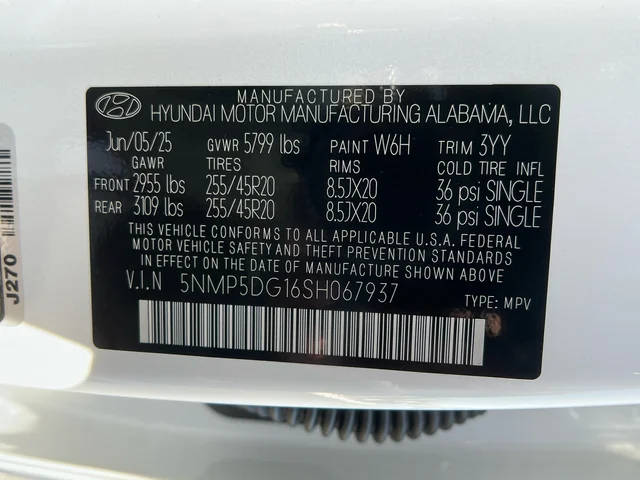 MANUFACTURED BY
HYUNDAI MOTOR MANUFACTURING ALABAMA, LLC
Jun/05/25 GVWR 5799 lbs PAINT W6H TRIM 3YY
GAWR TIRES RIMS COLD TIRE INFL
FRONT 2955 lbs 255/45R20 8.5JX20 36 psi SINGLE
REAR 3109 lbs 255/45R20 8.5JX20 36 psi SINGLE
THIS VEHICLE CONFORMS TO ALL APPLICABLE U.S.A. FEDERAL
MOTOR VEHICLE SAFETY AND THEFT PREVENTION STANDARDS
IN EFFECT ON THE DATE OF MANUFACTURE SHOWN ABOVE.
V.I.N 5NMP5DG16SH067937
TYPE: MPV
J270